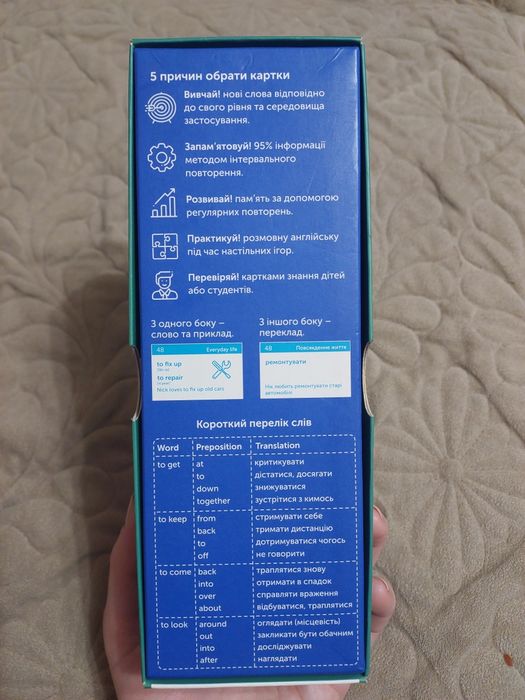 5 причин обрати картки
Вивчай! нові слова відповідно
до свого рівня та середовища
застосування.
Запам'ятовуй! 95% інформації
методом інтервального
повторення.
Розвивай! пам'ять за допомогою
регулярних повторень.
Практикуй! розмовну англійську
під час настільних ігор.
Перевіряй! картками знання дітей
або студентів.
З одного боку –
слово та приклад.
48 Everyday life
to fix up
to repair
Nick loves to fix up old cars
З іншого боку –
переклад.
48 Повсякденне життя
ремонтувати
Нік любить ремонтувати старі
автомобілі
Короткий перелік слів
Word Preposition Translation
to get at критикувати
to дістатися, досягати
down знижуватися
together зустрітися з кимось
to keep from стримувати себе
back тримати дистанцію
to дотримуватися чогось
off не говорити
to come back траплятися знову
into отримати в спадок
over справляти враження
about відбуватися, траплятися
to look around оглядати (місцевість)
out закликати бути обачним
into досліджувати
after наглядати